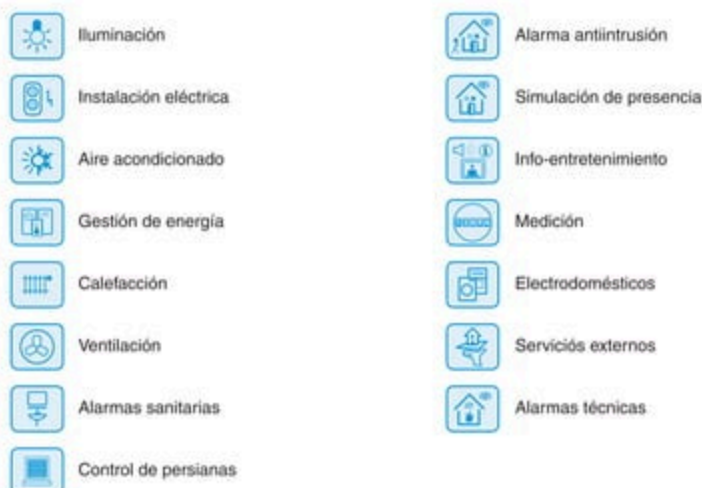 Iluminación
Instalación eléctrica
Aire acondicionado
Gestión de energía
Calefacción
Ventilación
Alarmas sanitarias
Control de persianas
Alarma antiintrusión
Simulación de presencia
Info-entretenimiento
Medición
Electrodomésticos
Serviciós externos
Alarmas técnicas